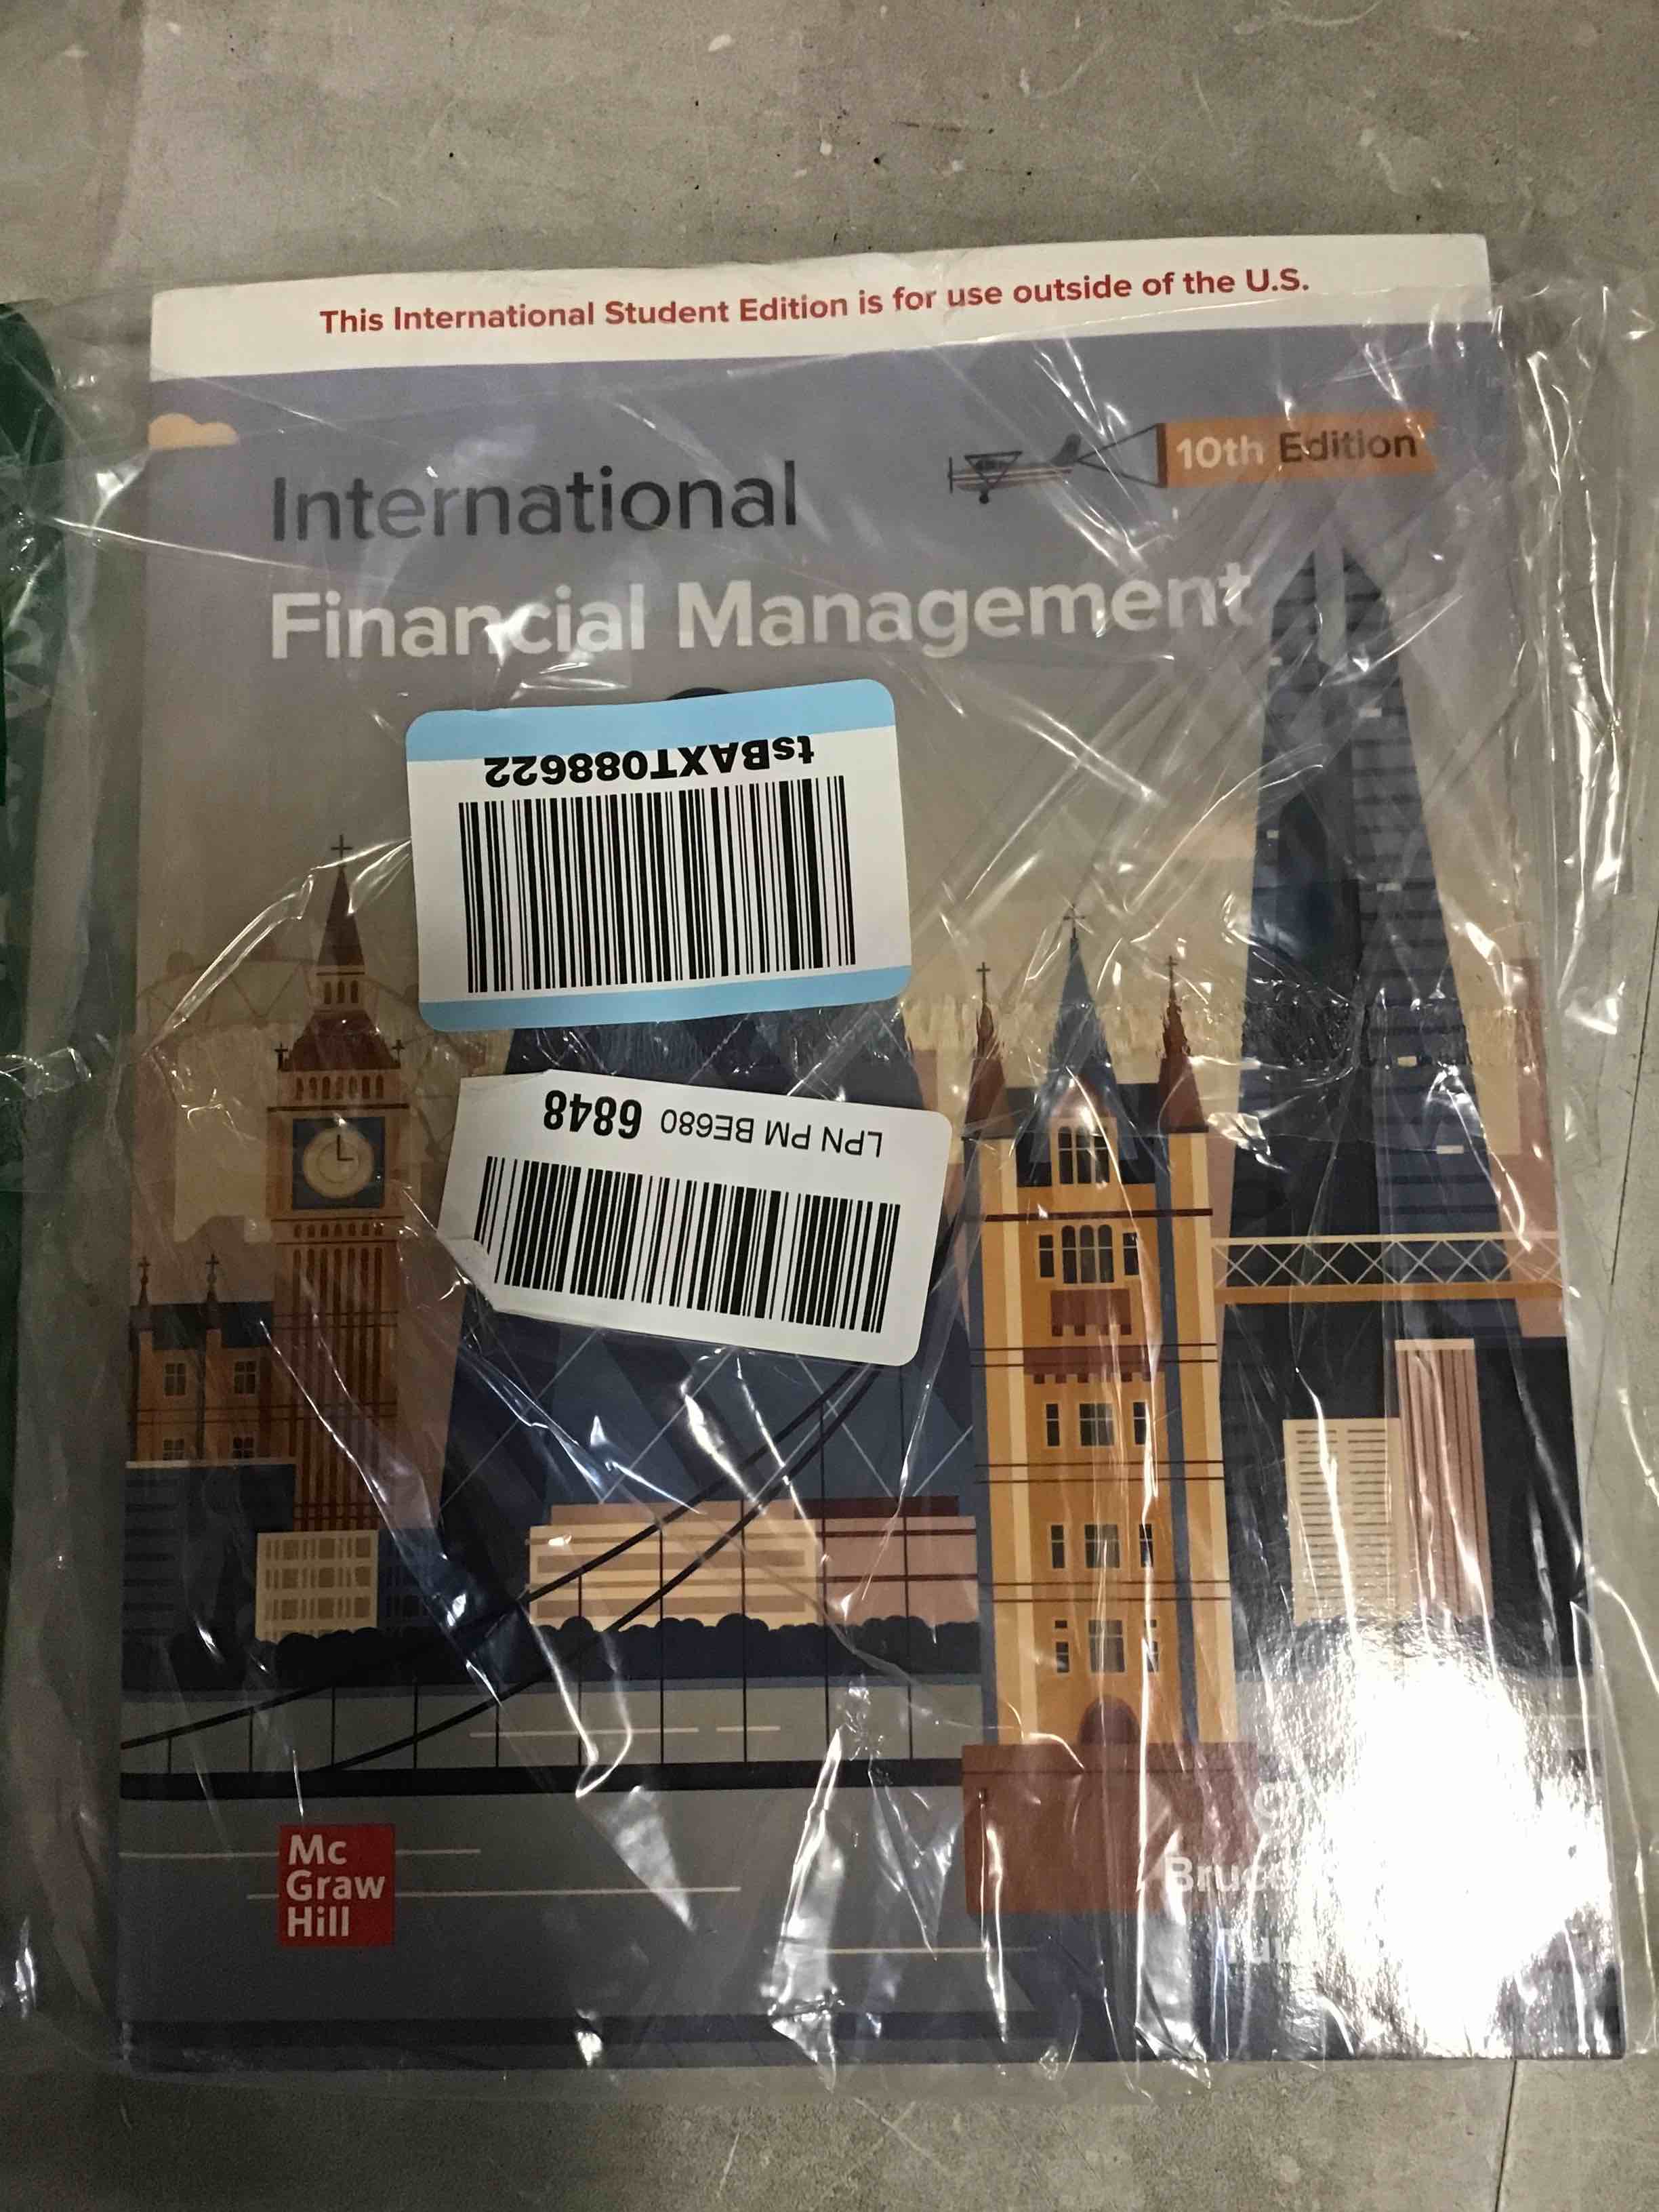 This International Student Edition is for use outside of the U.S.
10th Edition
International
Financial Management
tsBAXT088622
LPN PM BE680 6848
Mc
Graw
Hill